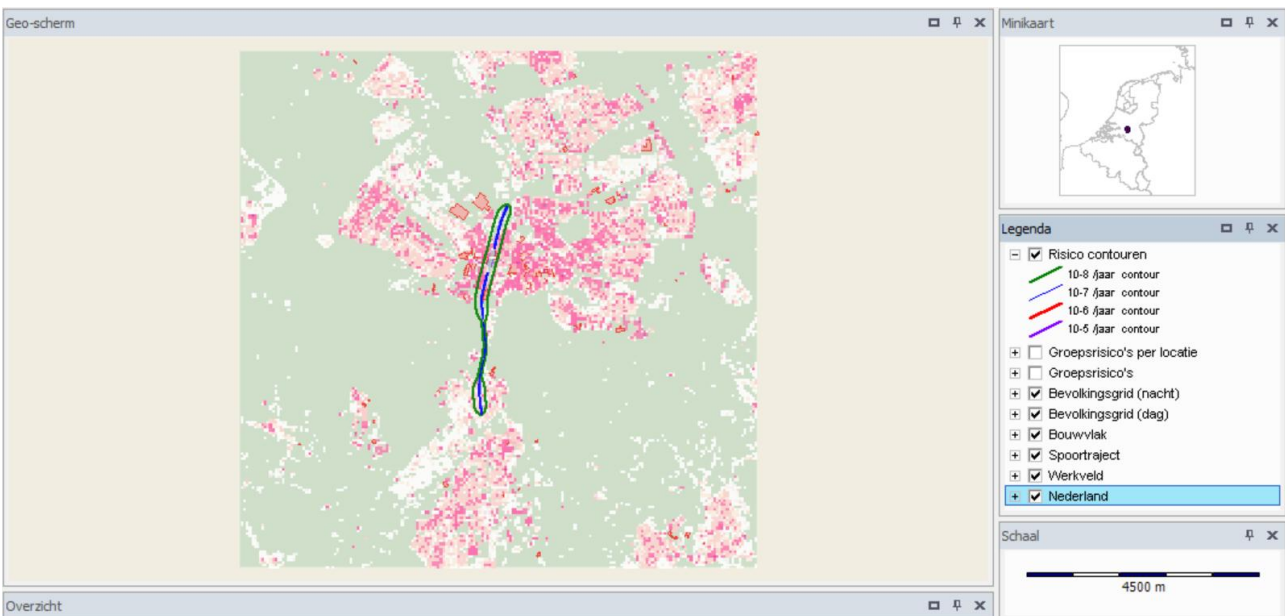 Geo-scherm
Minikaart
Legenda
Risico contouren
10-8 /jaar contour
10-7 /jaar contour
10-6 /jaar contour
10-5 /jaar contour
Groepsrisico's per locatie
Groepsrisico's
Bevolkingsgrid (nacht)
Bevolkingsgrid (dag)
Bouwvlak
Spoortraject
Werkveld
Nederland
Schaal
4500 m
Overzicht